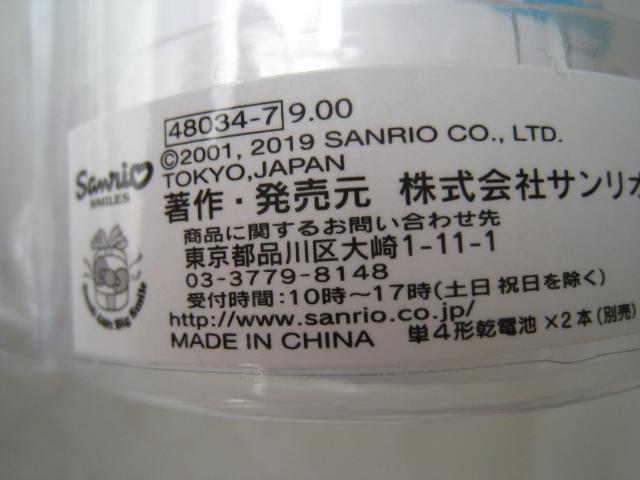 48034-7 9.00
©2001, 2019 SANRIO CO., LTD.
TOKYO,JAPAN
Sanrio
SMILES
著作・発売元 株式会社サンリオ
商品に関するお問い合わせ先
東京都品川区大崎1-11-1
03-3779-8148
受付時間:10時〜17時(土日 祝日を除く)
http://www.sanrio.co.jp/
MADE IN CHINA 単4形乾電池 ×2本(別売)
Small Gift Big Smile